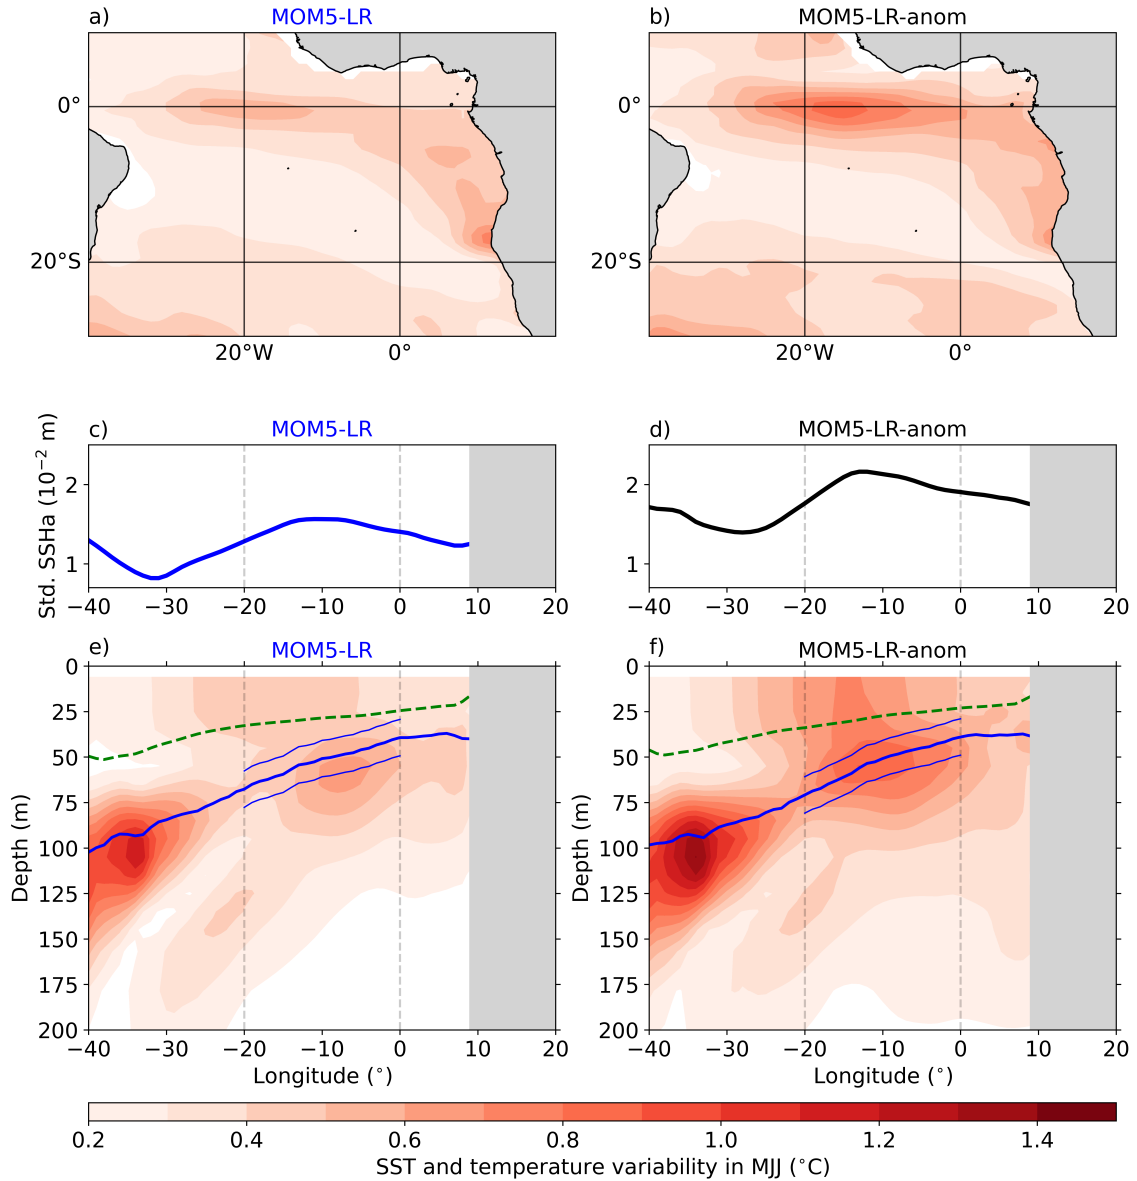 a) MOM5-LR
b) MOM5-LR-anom
0°
20°S
20°W 0°
0°
20°S
20°W 0°
c) MOM5-LR
d) MOM5-LR-anom
Std. SSHa (10⁻² m)
2
1
−40 −30 −20 −10 0 10 20
2
1
−40 −30 −20 −10 0 10 20
e) MOM5-LR
f) MOM5-LR-anom
Depth (m)
0
25
50
75
100
125
150
175
200
−40 −30 −20 −10 0 10 20
Longitude (°)
Depth (m)
0
25
50
75
100
125
150
175
200
−40 −30 −20 −10 0 10 20
Longitude (°)
0.2 0.4 0.6 0.8 1.0 1.2 1.4
SST and temperature variability in MJJ (°C)